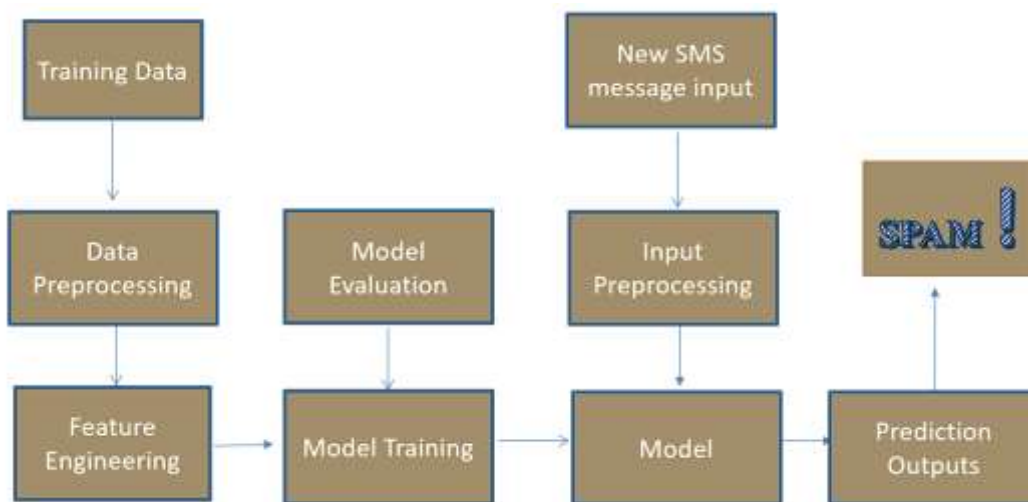 Training Data
New SMS
message input
Data
Preprocessing
Model
Evaluation
Input
Preprocessing
SPAM !
Feature
Engineering
Model Training
Model
Prediction
Outputs